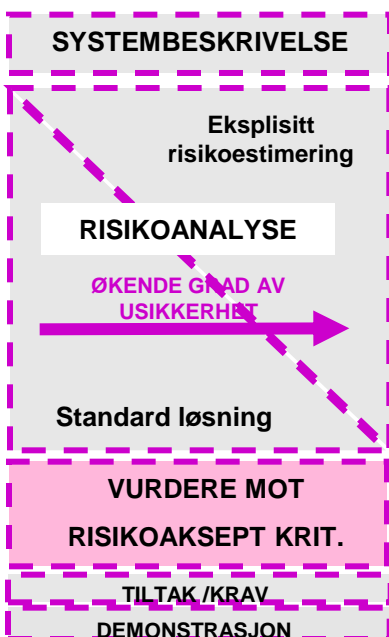 SYSTEMBESKRIVELSE
Eksplisitt
risikoestimering
RISIKOANALYSE
ØKENDE GRAD AV
USIKKERHET
Standard løsning
VURDERE MOT
RISIKOAKSEPT KRIT.
TILTAK /KRAV
DEMONSTRASJON